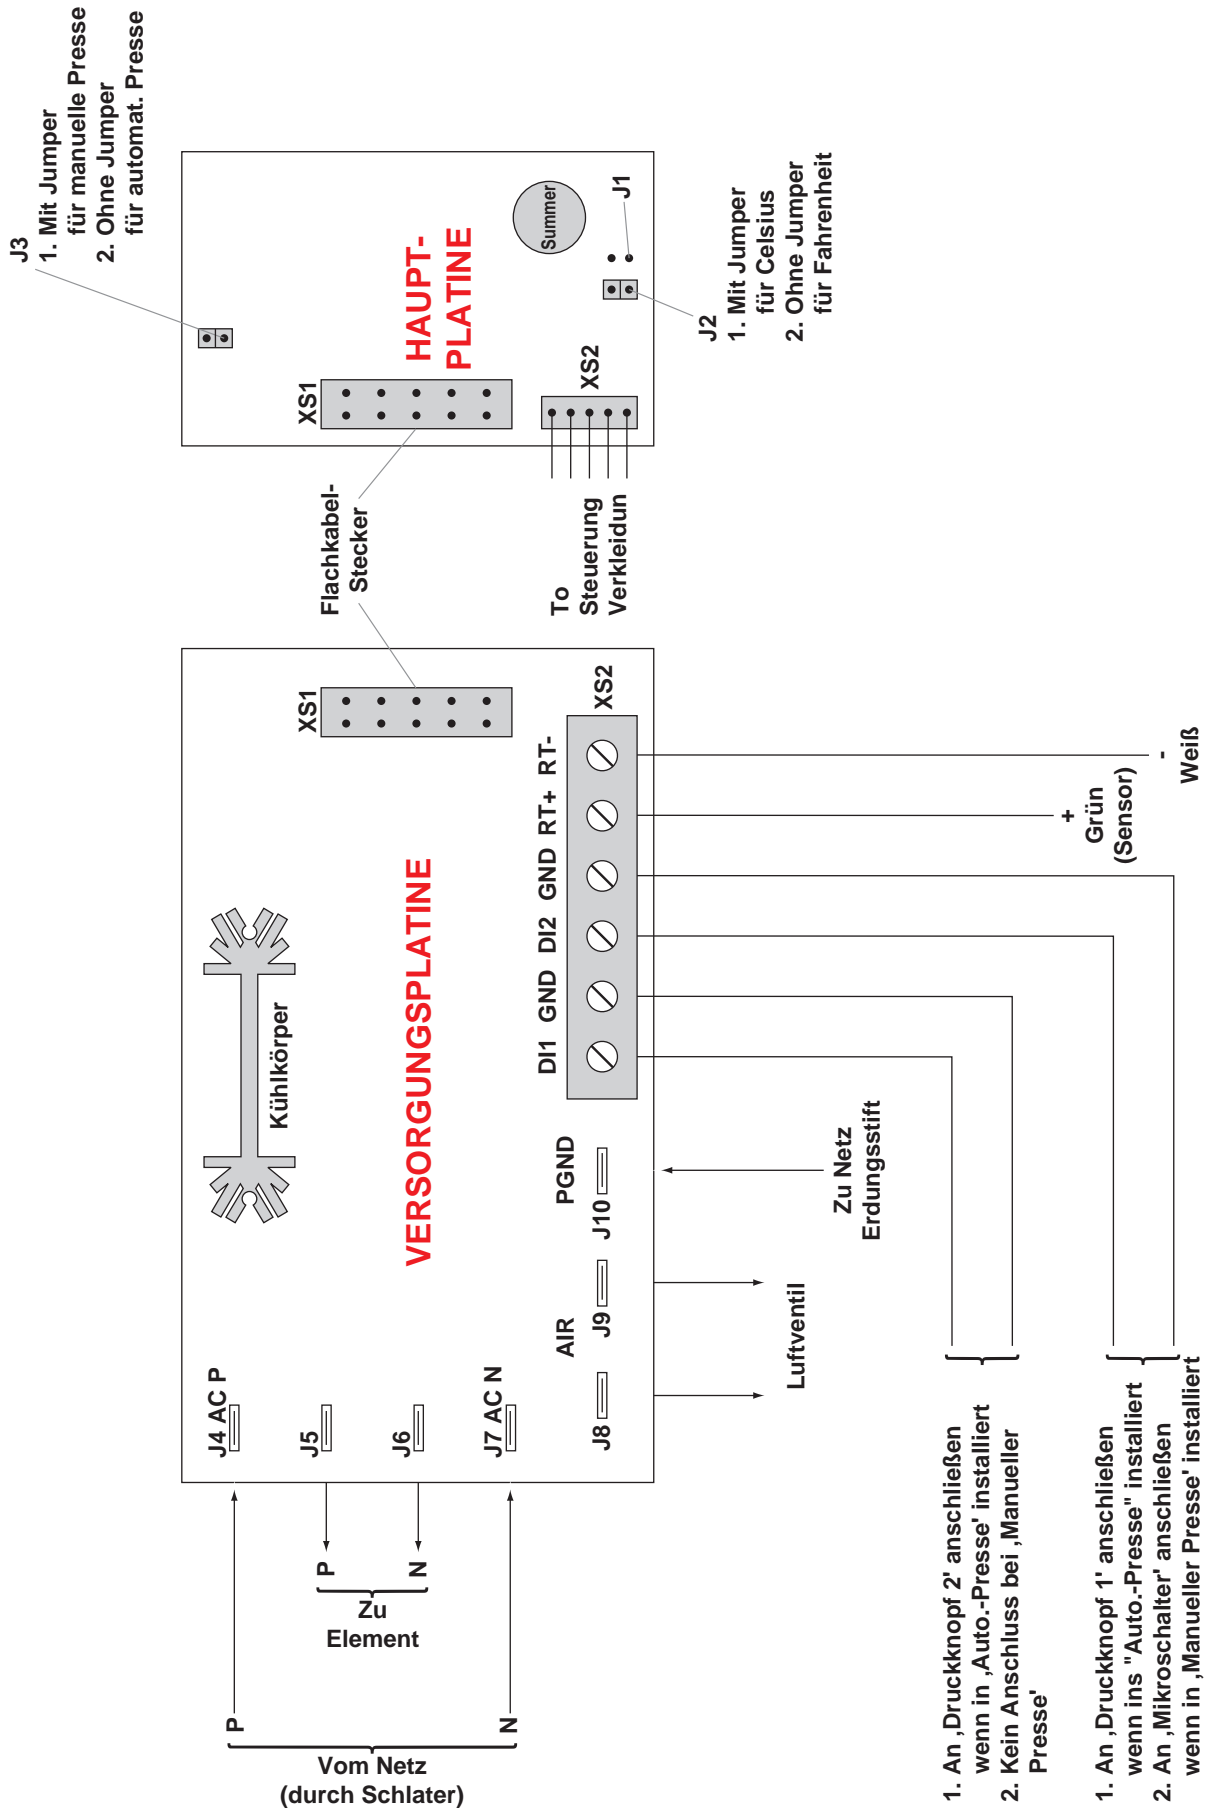 J3
1. Mit Jumper
für manuelle Presse
2. Ohne Jumper
für automat. Presse
XS1
HAUPT-
PLATINE
Summer
J1
XS2
J2
1. Mit Jumper
für Celsius
2. Ohne Jumper
für Fahrenheit
Flachkabel-
Stecker
To
Steuerung
Verkleidun
XS1
Kühlkörper
VERSORGUNGSPLATINE
XS2
DI1 GND DI2 GND RT+ RT-
J4 AC P
J5
J6
J7 AC N
AIR
PGND
J8
J9
J10
P
N
Zu
Element
P
N
Vom Netz
(durch Schlater)
Luftventil
Zu Netz
Erdungsstift
+
Grün
(Sensor)
-
Weiß
1. An ‚Druckknopf 2' anschließen
wenn in ‚Auto.-Presse' installiert
2. Kein Anschluss bei ‚Manueller
Presse'
1. An ‚Druckknopf 1' anschließen
wenn ins "Auto.-Presse" installiert
2. An ‚Mikroschalter' anschließen
wenn in ‚Manueller Presse' installiert